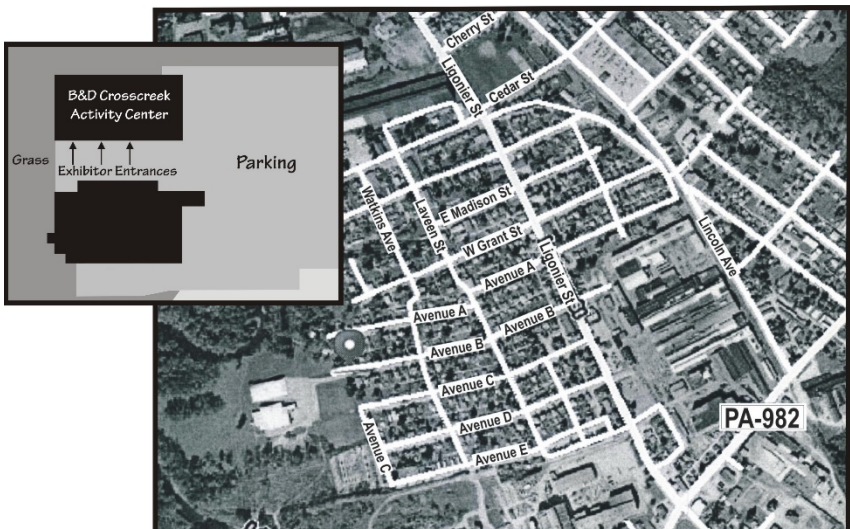 B&D Crosscreek
Activity Center
Grass
Exhibitor Entrances
Parking
Cherry St
Ligonier St
Cedar St
Watkins Ave
Laveen St
E Madison St
W Grant St
Ligonier St
Lincoln Ave
Avenue A
Avenue A
Avenue B
Avenue B
Avenue C
Avenue D
Avenue C
Avenue E
PA-982